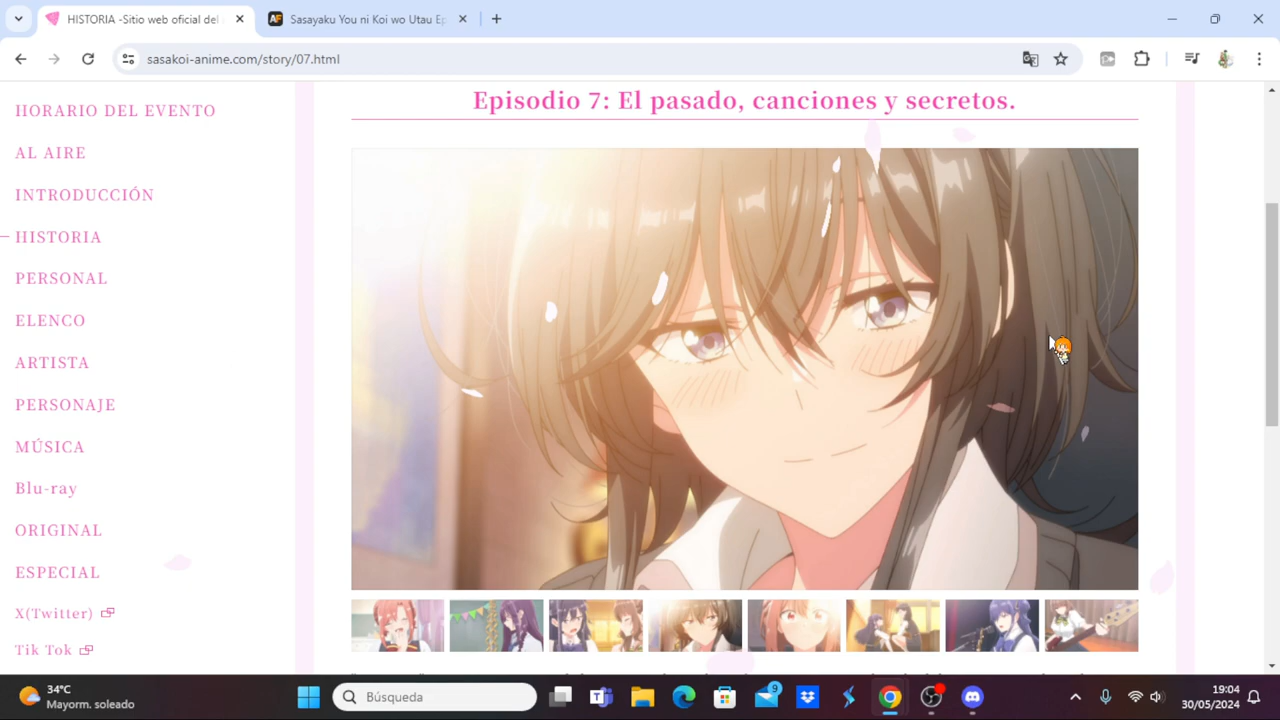 HISTORIA -Sitio web oficial del
Sasayaku You ni Koi wo Utau Ep
sasakoi-anime.com/story/07.html
HORARIO DEL EVENTO
AL AIRE
INTRODUCCIÓN
HISTORIA
PERSONAL
ELENCO
ARTISTA
PERSONAJE
MÚSICA
Blu-ray
ORIGINAL
ESPECIAL
X(Twitter)
Tik Tok
Episodio 7: El pasado, canciones y secretos.
34°C
Mayorm. soleado
Búsqueda
9
19:04
30/05/2024